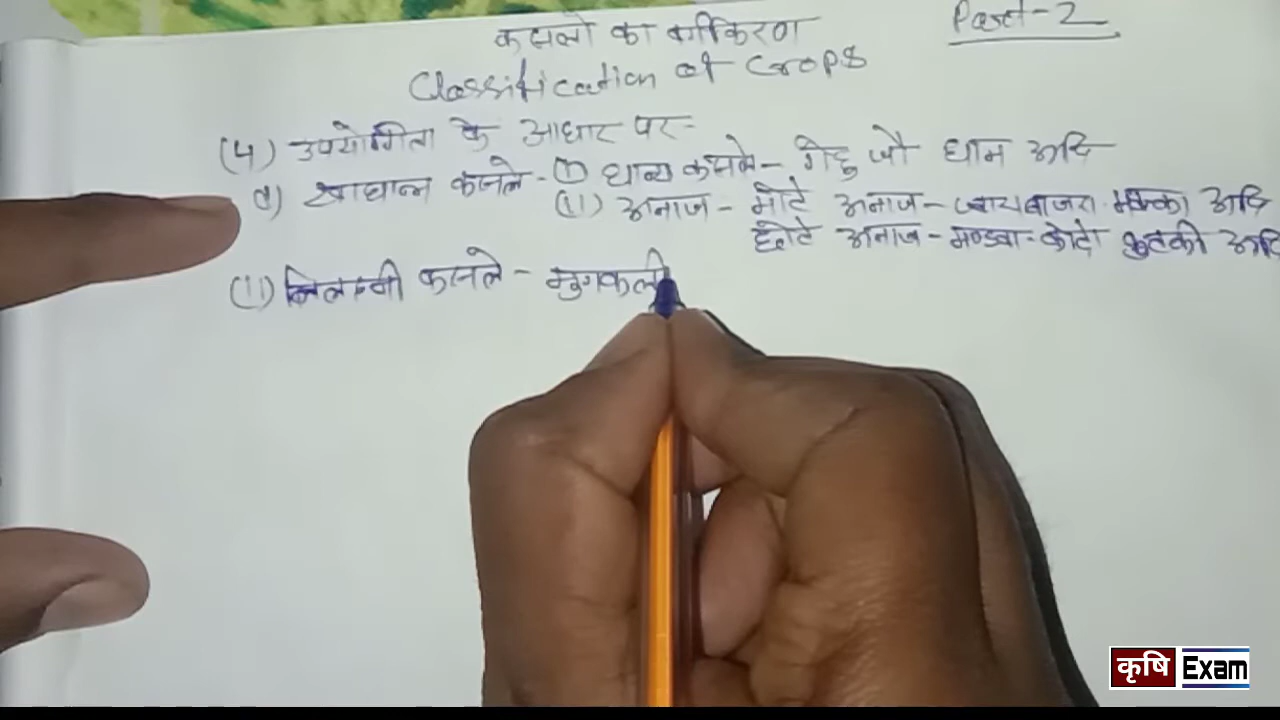 Part-2
फसलो का वर्गीकरण
Classification of Crops
(4) उपयोगीता के आधार पर-
खाद्यान्न फसले - (I) धान्य फसले - गेहु जौ धान आदि
(II) अनाज - मोटे अनाज - ज्वार बाजरा मक्का आदि
छोटे अनाज - मण्डवा - कोदो कुटकी आदि
(II) तिलहनी फसले - मुगफली
कृषि Exam